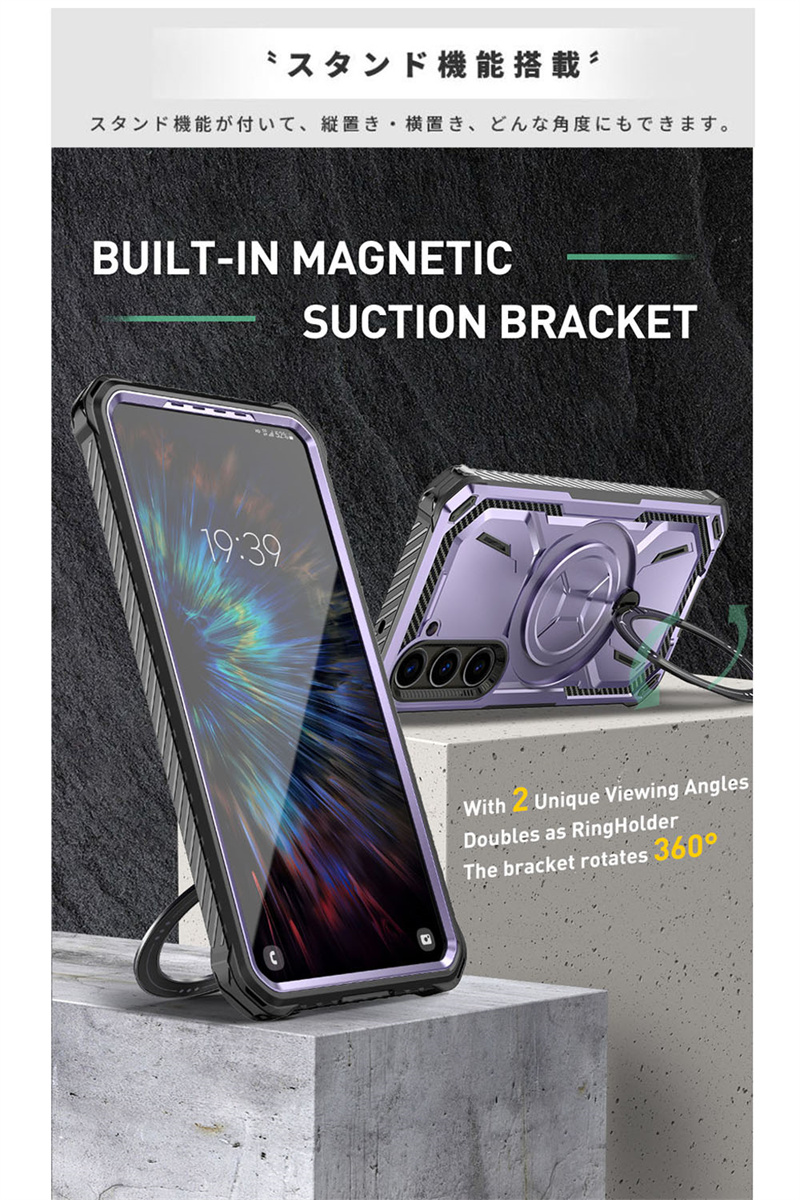 〝スタンド機能搭載〞
スタンド機能が付いて、縦置き・横置き、どんな角度にもできます。
BUILT-IN MAGNETIC
SUCTION BRACKET
52%
19:39
With 2 Unique Viewing Angles
Doubles as RingHolder
The bracket rotates 360°